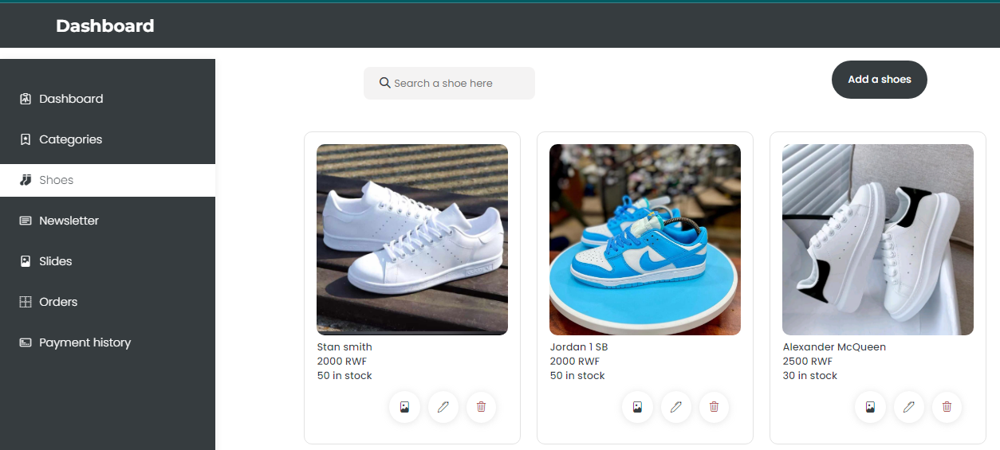 Dashboard
Search a shoe here
Add a shoes
Dashboard
Categories
Shoes
Newsletter
Slides
Orders
Payment history
Stan smith
2000 RWF
50 in stock
Jordan 1 SB
2000 RWF
50 in stock
Alexander McQueen
2500 RWF
30 in stock